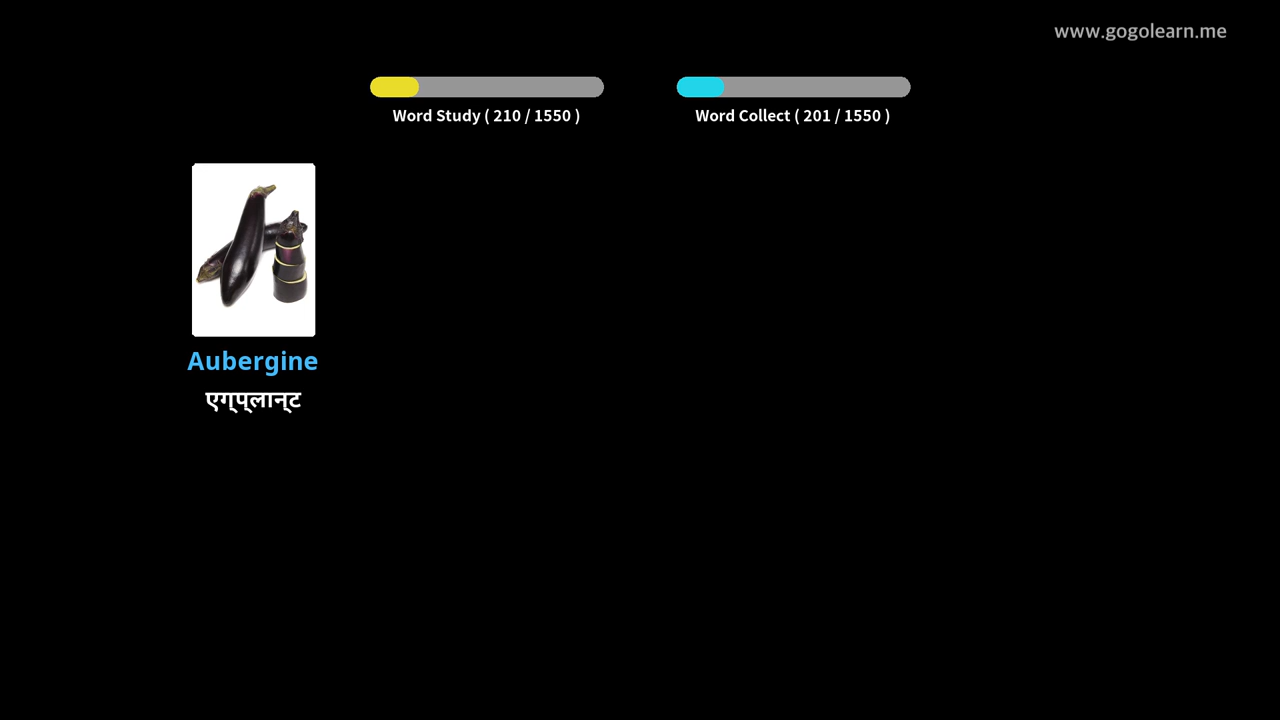 www.gogolearn.me
Word Study ( 210 / 1550 )
Word Collect ( 201 / 1550 )
Aubergine
एग्प्लान्ट